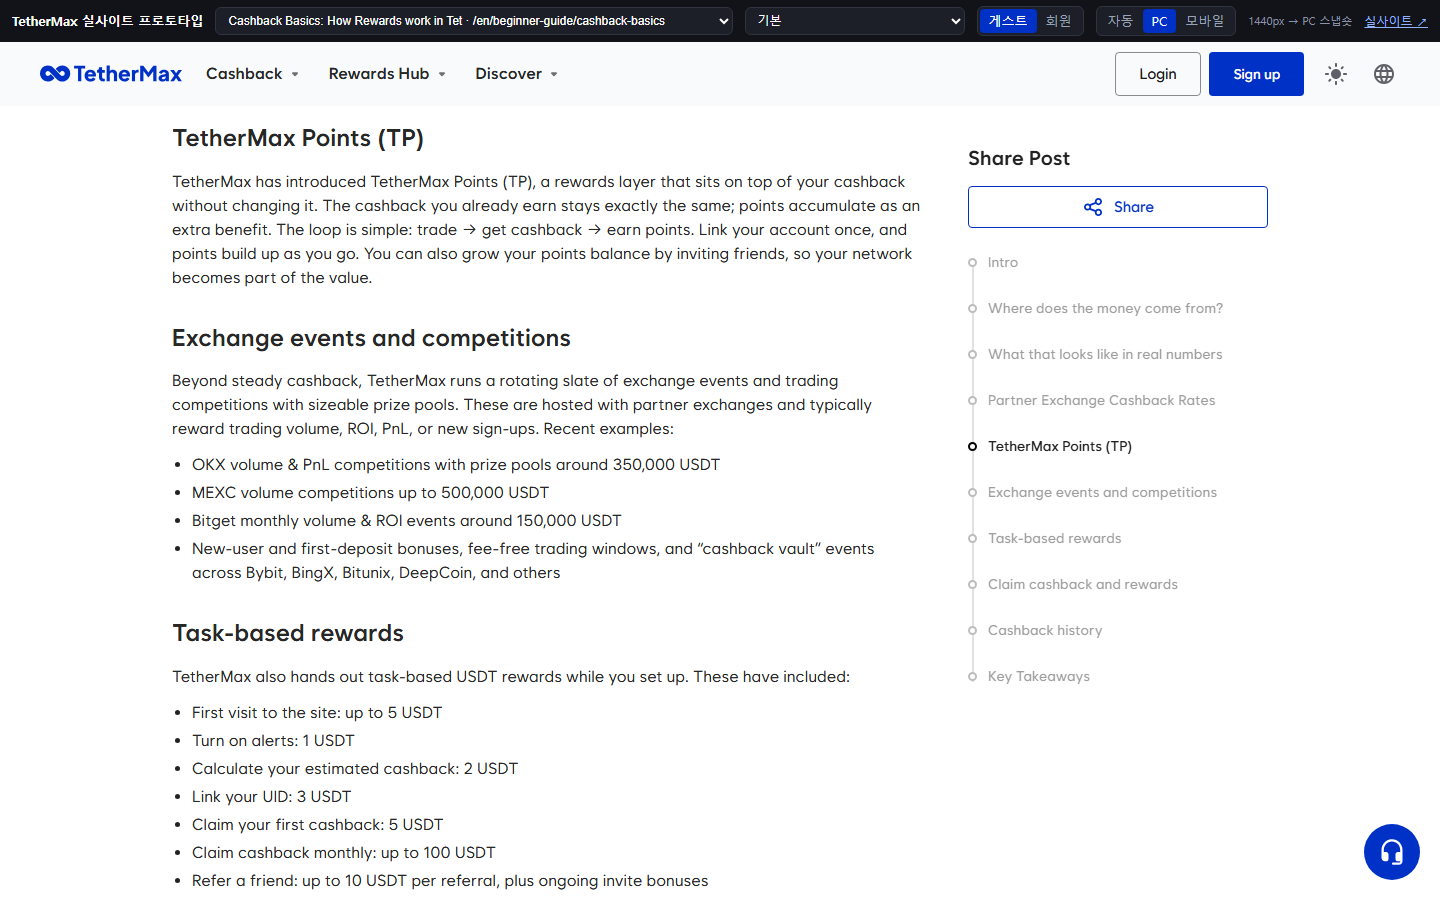 TetherMax 실사이트 프로토타입
Cashback Basics: How Rewards work in Tet · /en/beginner-guide/cashback-basics
기본
게스트 회원
자동 PC 모바일
1440px → PC 스냅숏
실사이트 ↗
TetherMax
Cashback
Rewards Hub
Discover
Login
Sign up
TetherMax Points (TP)
TetherMax has introduced TetherMax Points (TP), a rewards layer that sits on top of your cashback
without changing it. The cashback you already earn stays exactly the same; points accumulate as an
extra benefit. The loop is simple: trade → get cashback → earn points. Link your account once, and
points build up as you go. You can also grow your points balance by inviting friends, so your network
becomes part of the value.
Exchange events and competitions
Beyond steady cashback, TetherMax runs a rotating slate of exchange events and trading
competitions with sizeable prize pools. These are hosted with partner exchanges and typically
reward trading volume, ROI, PnL, or new sign-ups. Recent examples:
• OKX volume & PnL competitions with prize pools around 350,000 USDT
• MEXC volume competitions up to 500,000 USDT
• Bitget monthly volume & ROI events around 150,000 USDT
• New-user and first-deposit bonuses, fee-free trading windows, and “cashback vault” events
across Bybit, BingX, Bitunix, DeepCoin, and others
Task-based rewards
TetherMax also hands out task-based USDT rewards while you set up. These have included:
• First visit to the site: up to 5 USDT
• Turn on alerts: 1 USDT
• Calculate your estimated cashback: 2 USDT
• Link your UID: 3 USDT
• Claim your first cashback: 5 USDT
• Claim cashback monthly: up to 100 USDT
• Refer a friend: up to 10 USDT per referral, plus ongoing invite bonuses
Share Post
Share
Intro
Where does the money come from?
What that looks like in real numbers
Partner Exchange Cashback Rates
TetherMax Points (TP)
Exchange events and competitions
Task-based rewards
Claim cashback and rewards
Cashback history
Key Takeaways